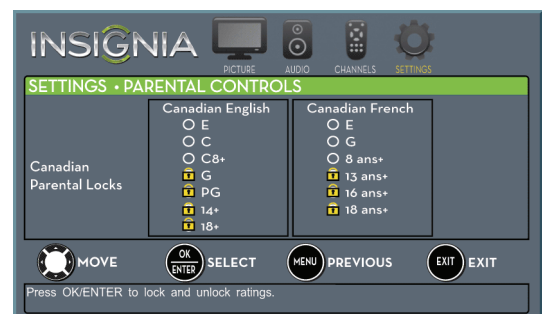 INSIGNIA
PICTURE AUDIO CHANNELS SETTINGS
SETTINGS • PARENTAL CONTROLS
Canadian
Parental Locks
Canadian English
E
C
C8+
G
PG
14+
18+
Canadian French
E
G
8 ans+
13 ans+
16 ans+
18 ans+
MOVE
OK
ENTER
SELECT
MENU
PREVIOUS
EXIT
EXIT
Press OK/ENTER to lock and unlock ratings.